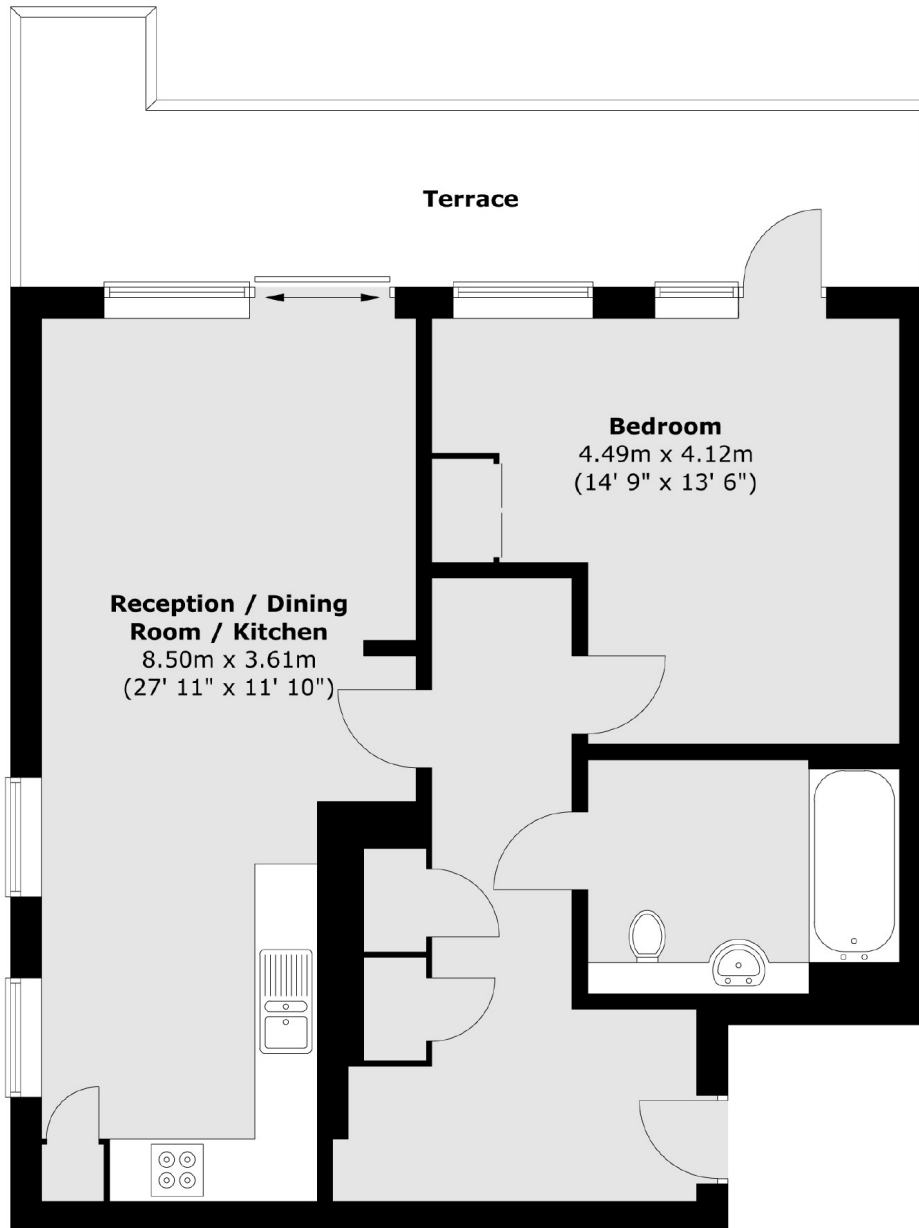 Terrace
Bedroom
4.49m x 4.12m
(14' 9" x 13' 6")
Reception / Dining
Room / Kitchen
8.50m x 3.61m
(27' 11" x 11' 10")